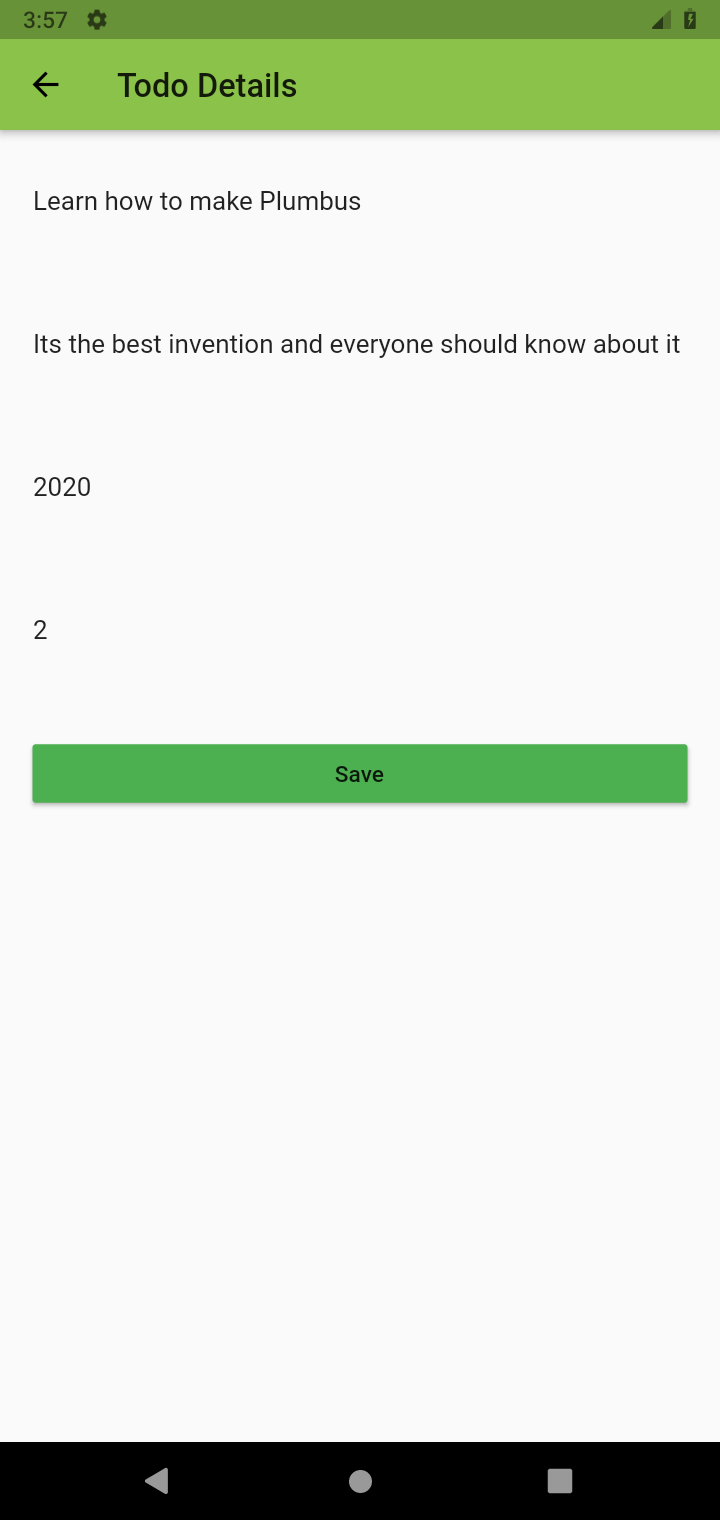 3:57
Todo Details
Learn how to make Plumbus
Its the best invention and everyone should know about it
2020
2
Save